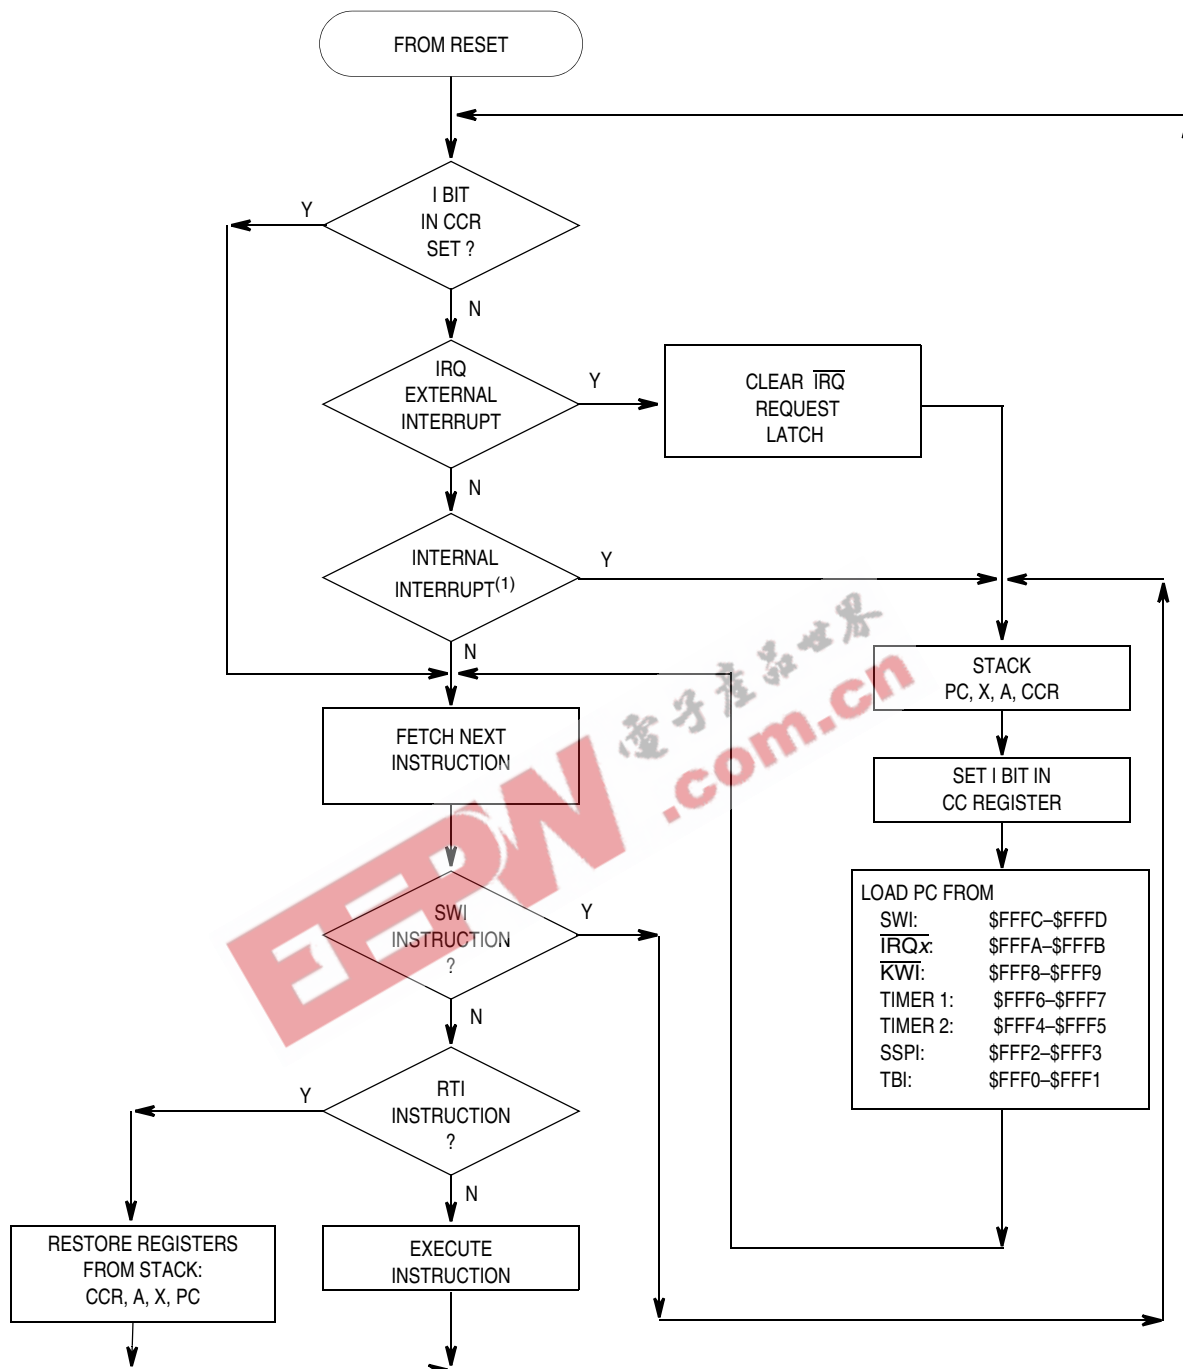 FROM RESET
I BIT
IN CCR
SET ?
Y
N
IRQ
EXTERNAL
INTERRUPT
Y
CLEAR IRQ
REQUEST
LATCH
N
INTERNAL
INTERRUPT(1)
Y
N
STACK
PC, X, A, CCR
FETCH NEXT
INSTRUCTION
SET I BIT IN
CC REGISTER
LOAD PC FROM
SWI: $FFFC–$FFFD
IRQx: $FFFA–$FFFB
KWI: $FFF8–$FFF9
TIMER 1: $FFF6–$FFF7
TIMER 2: $FFF4–$FFF5
SSPI: $FFF2–$FFF3
TBI: $FFF0–$FFF1
SWI
INSTRUCTION
?
Y
N
RTI
INSTRUCTION
?
Y
N
RESTORE REGISTERS
FROM STACK:
CCR, A, X, PC
EXECUTE
INSTRUCTION
EEPW
.com.cn
電子產品世界